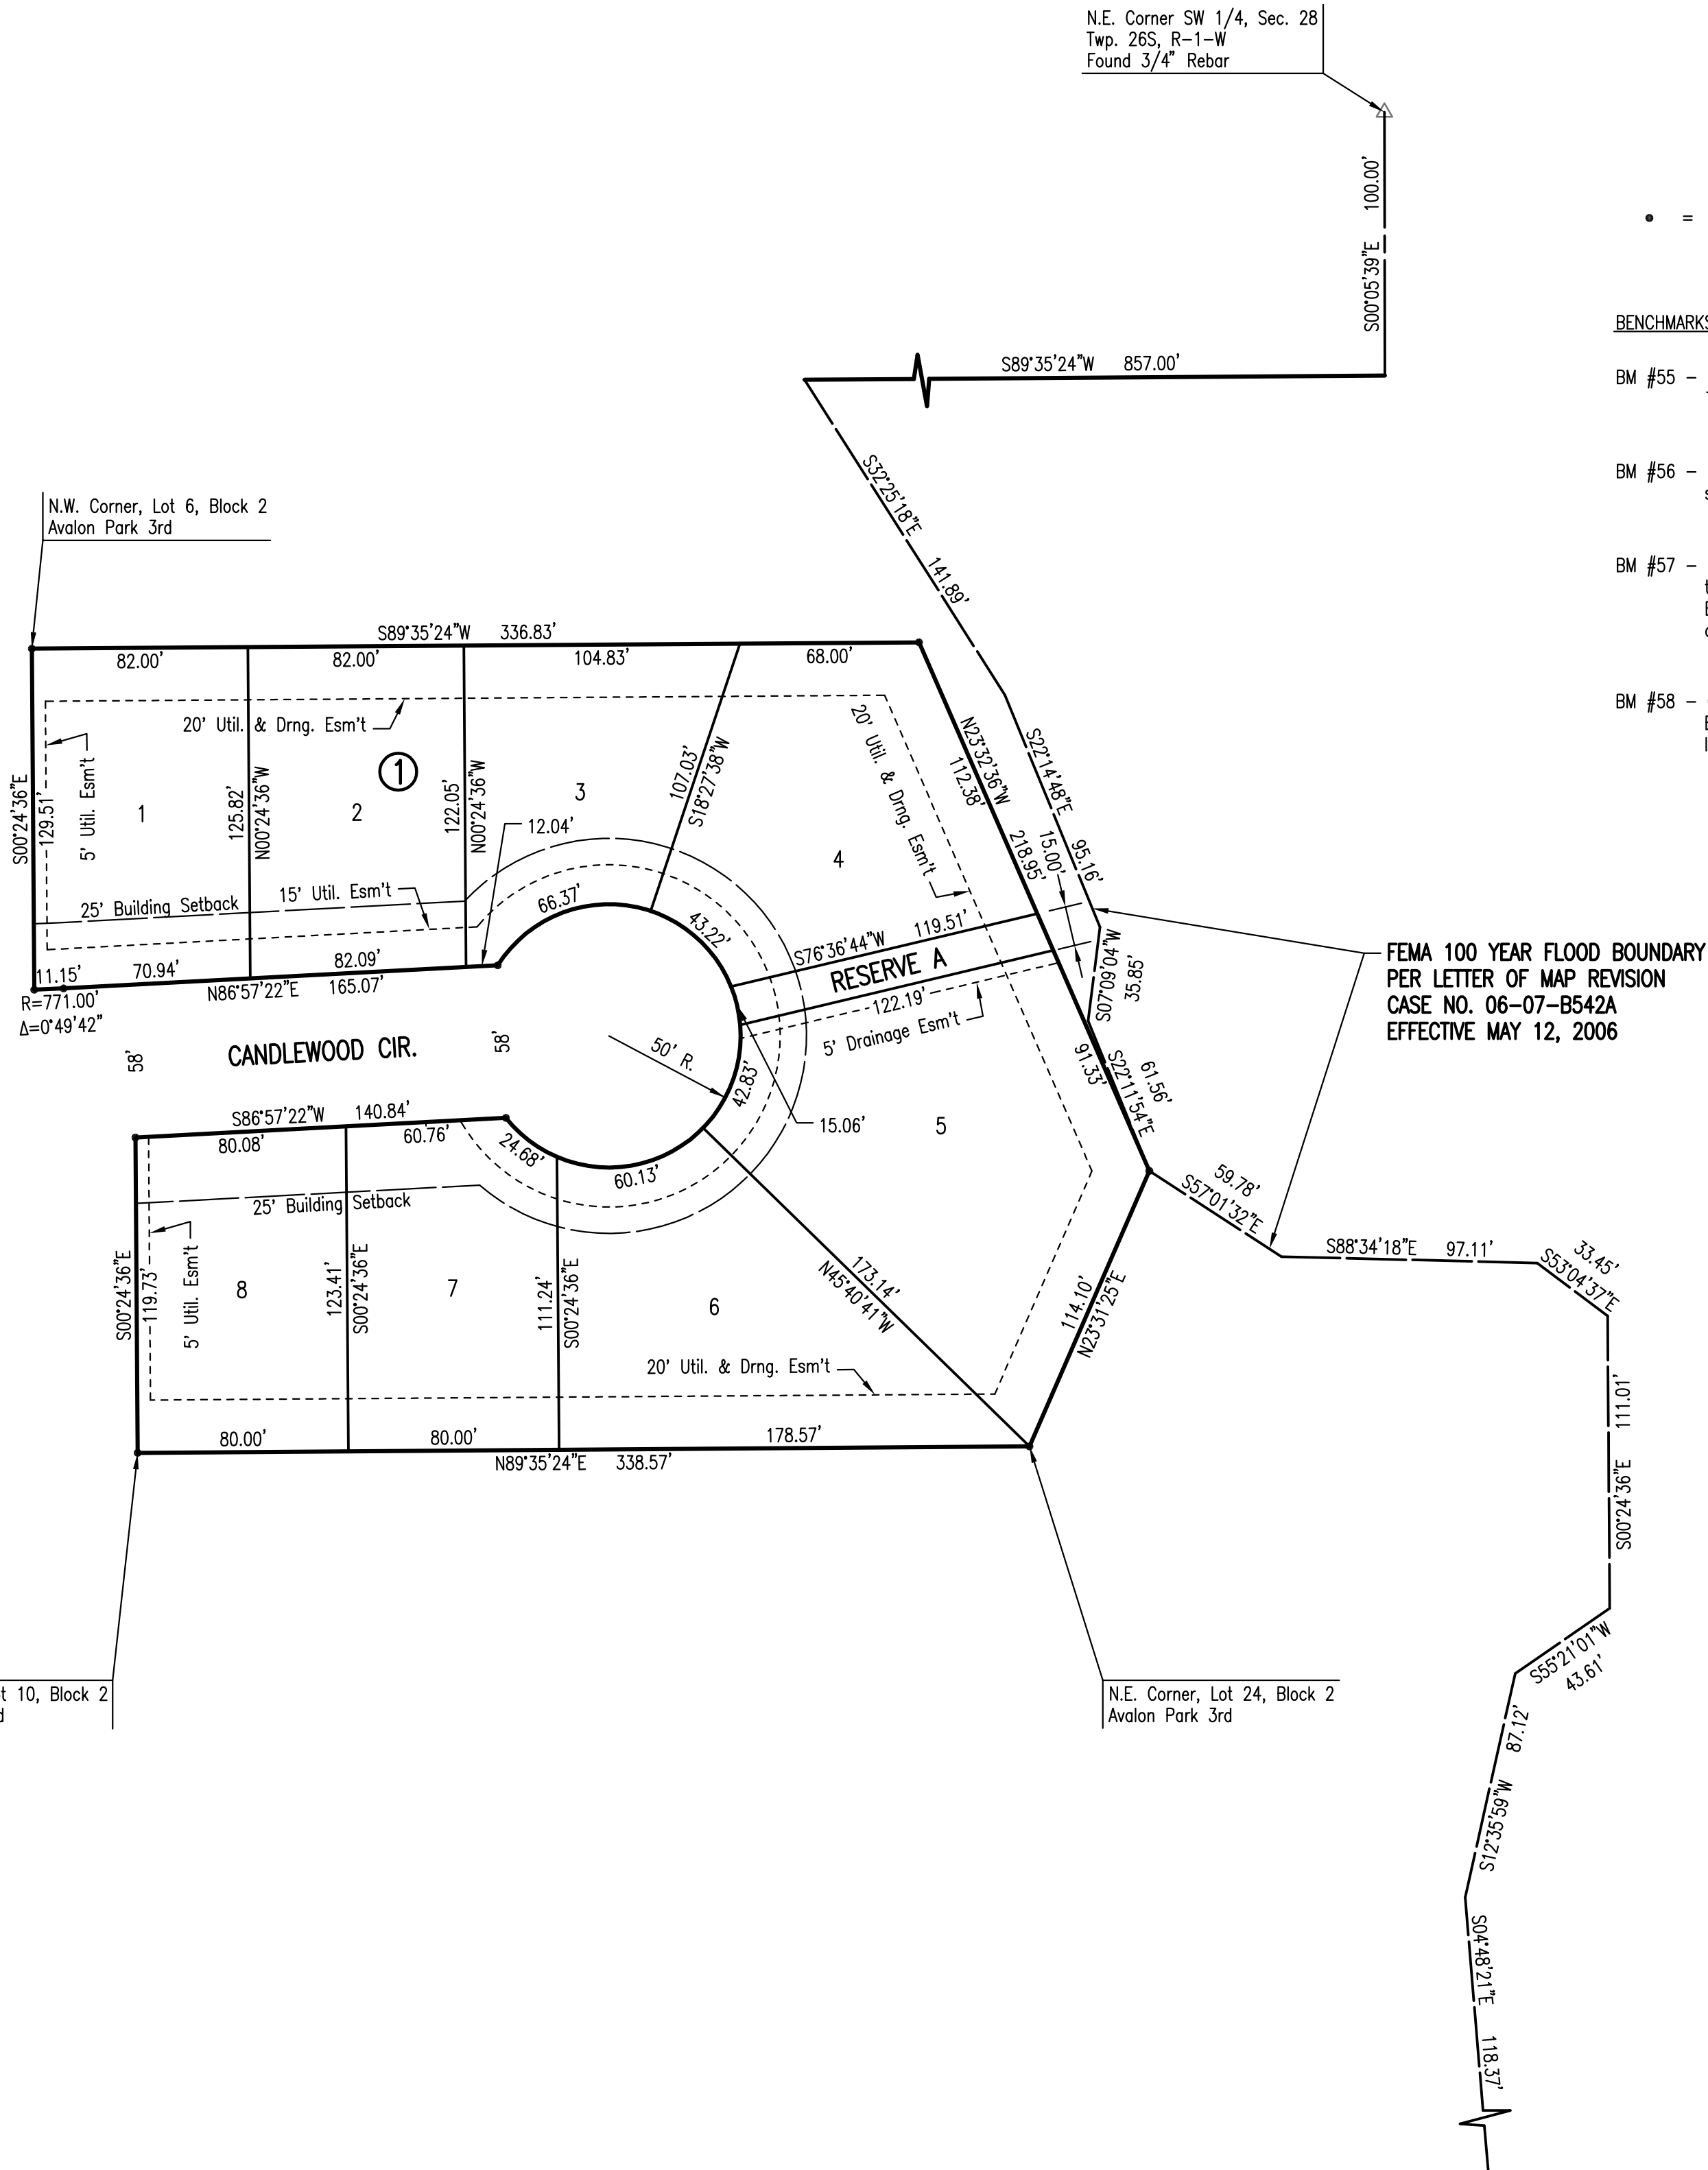 N.E. Corner SW 1/4, Sec. 28
Twp. 26S, R-1-W
Found 3/4" Rebar
100.00'
S00°05'39"E
• =
BENCHMARKS
S89°35'24"W 857.00'
BM #55 -
BM #56 -
BM #57 -
BM #58 -
S32°25'18"E 141.89'
N.W. Corner, Lot 6, Block 2
Avalon Park 3rd
S89°35'24"W 336.83'
82.00'
82.00'
104.83'
68.00'
20' Util. & Drng. Esm't
20' Util. & Drng. Esm't
N23°32'36"W
112.38'
218.95'
S22°14'48"E 95.16'
15.00'
S00°24'36"E
129.51'
5' Util. Esm't
1
125.82'
N00°24'36"W
2
1
122.05'
N00°24'36"W
3
107.03'
S18°27'38"W
4
12.04'
25' Building Setback
15' Util. Esm't
66.37'
43.22'
S76°36'44"W 119.51'
RESERVE A
122.19'
5' Drainage Esm't
S07°09'04"W
35.85'
FEMA 100 YEAR FLOOD BOUNDARY
PER LETTER OF MAP REVISION
CASE NO. 06-07-B542A
EFFECTIVE MAY 12, 2006
11.15'
70.94'
82.09'
R=771.00'
Δ=0°49'42"
N86°57'22"E 165.07'
58'
CANDLEWOOD CIR.
58'
50' R.
42.83'
15.06'
91.33'
S22°11'54"E
61.56'
5
S86°57'22"W 140.84'
80.08'
60.76'
24.68'
60.13'
25' Building Setback
S00°24'36"E
119.73'
5' Util. Esm't
8
123.41'
S00°24'36"E
7
111.24'
S00°24'36"E
6
173.14'
N45°40'41"W
114.10'
N23°31'25"E
59.78'
S57°01'32"E
S88°34'18"E 97.11'
33.45'
S53°04'37"E
20' Util. & Drng. Esm't
80.00'
80.00'
178.57'
N89°35'24"E 338.57'
111.01'
S00°24'36"E
10, Block 2
N.E. Corner, Lot 24, Block 2
Avalon Park 3rd
S55°21'01"W
43.61'
87.12'
S12°35'59"W
S04°48'21"E 118.37'